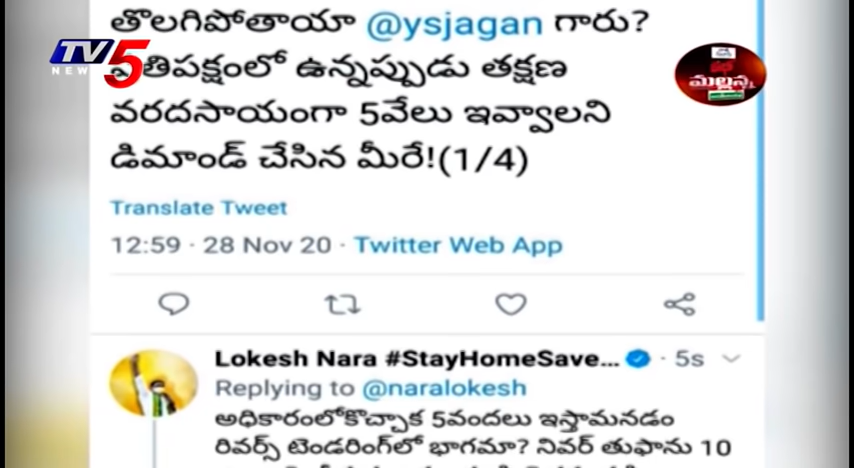 తొలగిపోతాయా @ysjagan గారు?
TV5
NEWS
ప్రతిపక్షంలో ఉన్నప్పుడు తక్షణ
మల్లన్న
వరదసాయంగా 5వేలు ఇవ్వాలని
డిమాండ్ చేసిన మీరే!(1/4)
Translate Tweet
12:59 · 28 Nov 20 · Twitter Web App
Lokesh Nara #StayHomeSave... · 5s
Replying to @naralokesh
అధికారంలోకొచ్చాక 5వందలు ఇస్తామనడం
రివర్స్ టెండరింగ్‌లో భాగమా? నివర్ తుఫాను 10